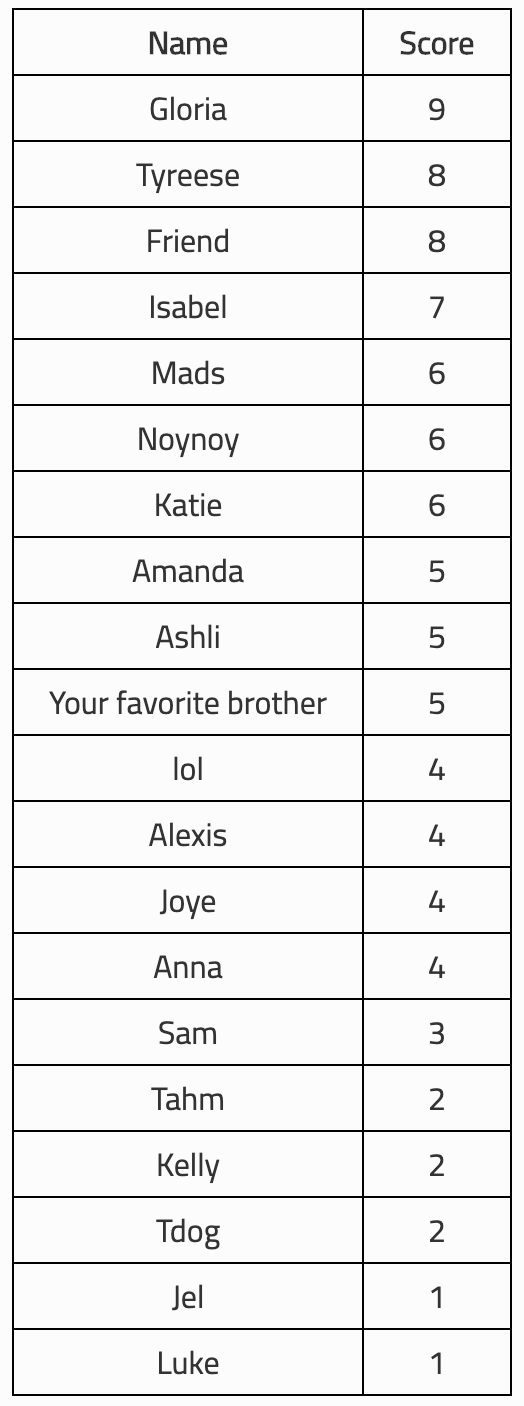 Name Score
Gloria 9
Tyreese 8
Friend 8
Isabel 7
Mads 6
Noynoy 6
Katie 6
Amanda 5
Ashli 5
Your favorite brother 5
lol 4
Alexis 4
Joye 4
Anna 4
Sam 3
Tahm 2
Kelly 2
Tdog 2
Jel 1
Luke 1